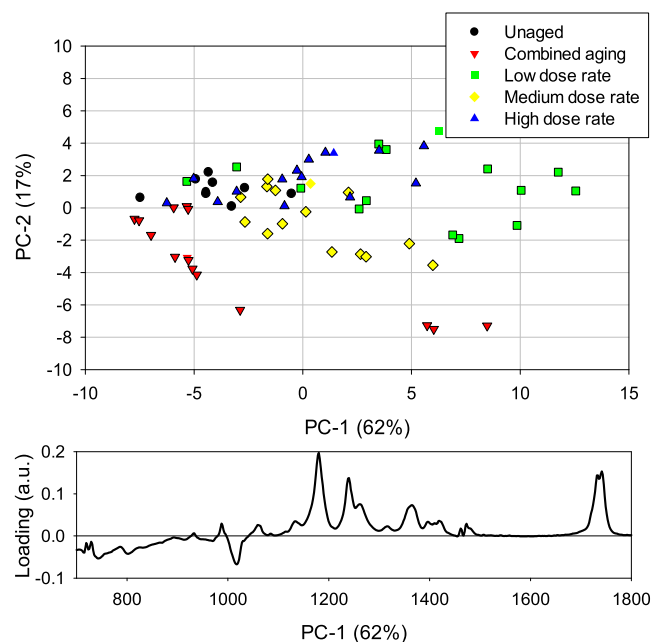 Unaged
Combined aging
Low dose rate
Medium dose rate
High dose rate
10
8
6
4
2
0
-2
-4
-6
-8
-10
PC-2 (17%)
-10 -5 0 5 10 15
PC-1 (62%)
0.2
0.1
0.0
-0.1
Loading (a.u.)
800 1000 1200 1400 1600 1800
PC-1 (62%)